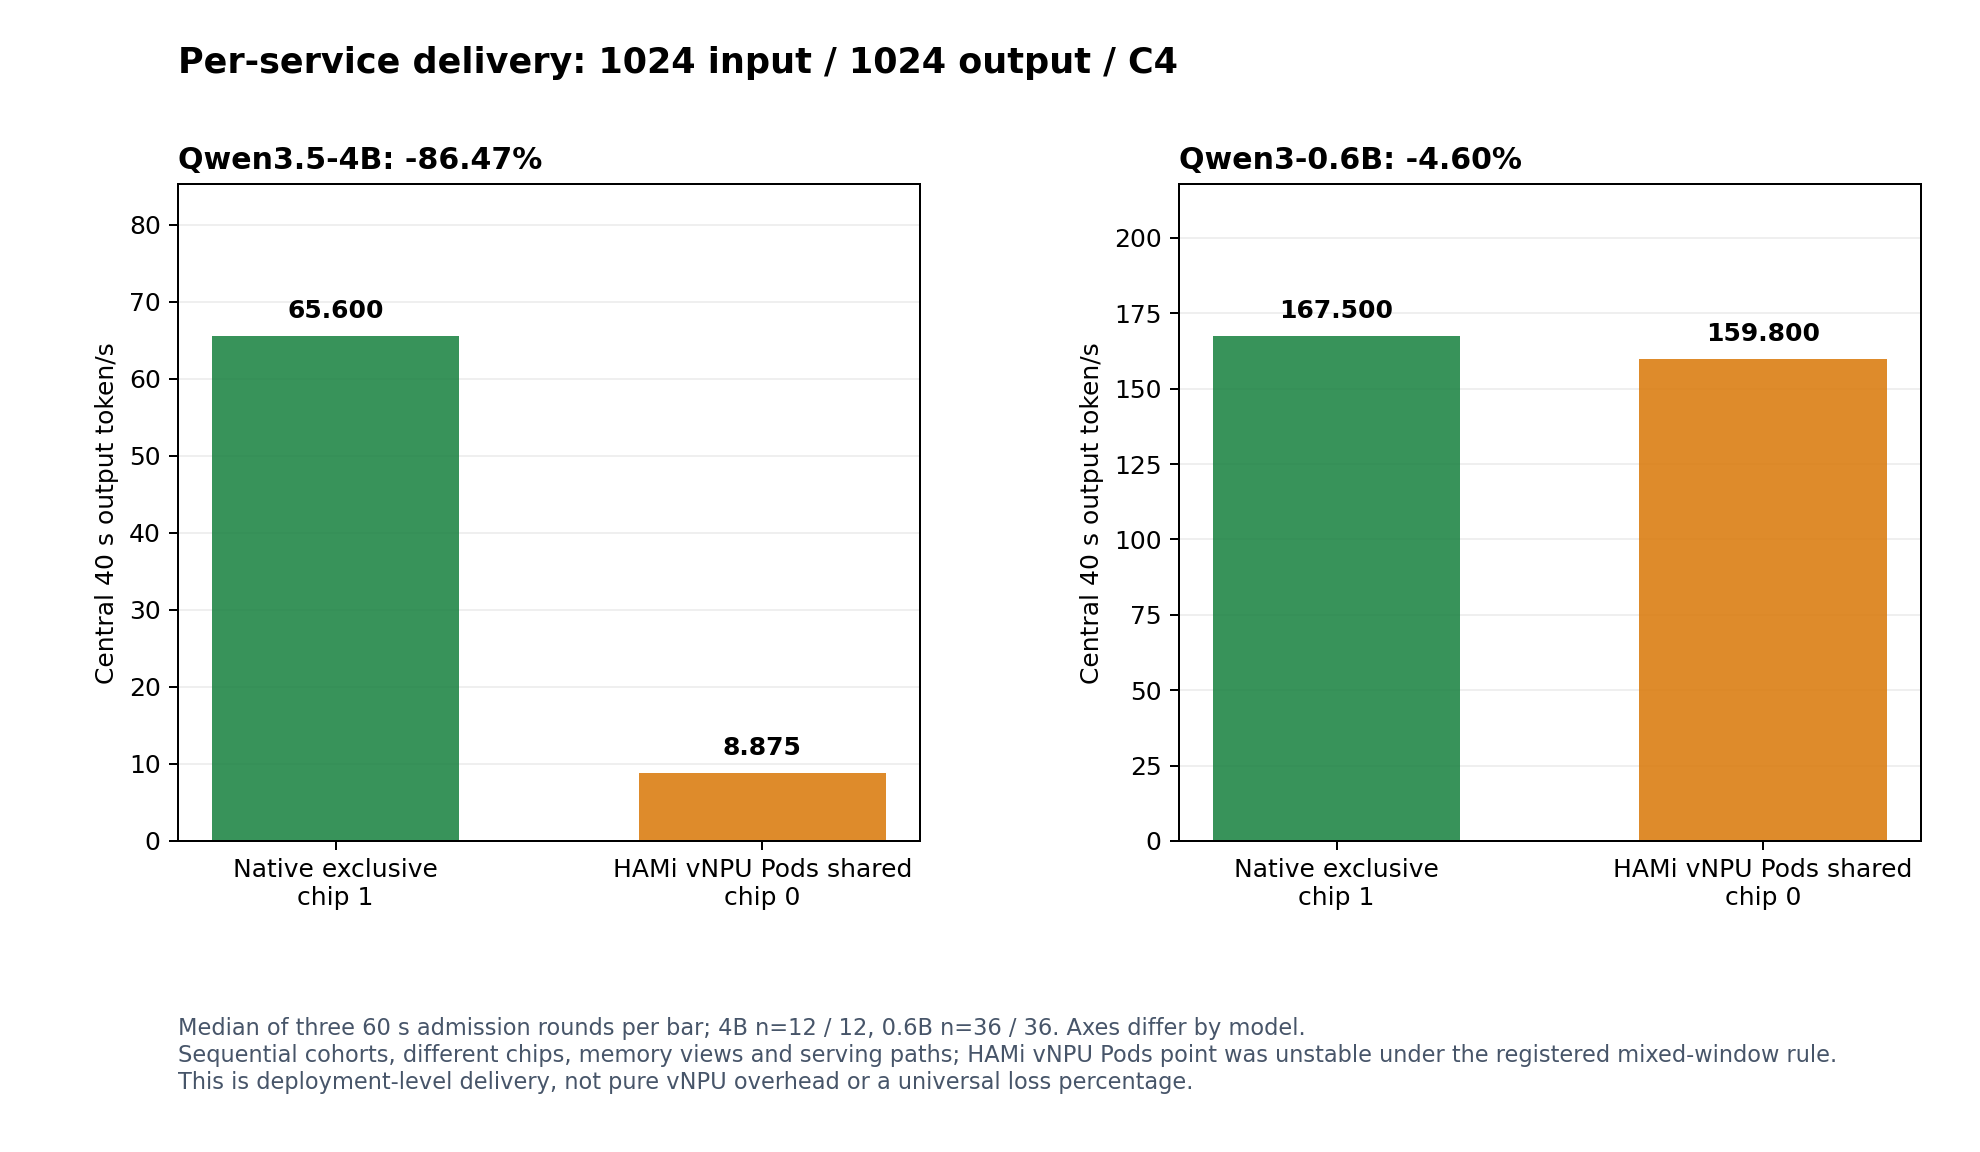 Per-service delivery: 1024 input / 1024 output / C4
Qwen3.5-4B: -86.47%
Central 40 s output token/s
80
70
60
50
40
30
20
10
0
65.600
8.875
Native exclusive
chip 1
HAMi vNPU Pods shared
chip 0
Qwen3-0.6B: -4.60%
Central 40 s output token/s
200
175
150
125
100
75
50
25
0
167.500
159.800
Native exclusive
chip 1
HAMi vNPU Pods shared
chip 0
Median of three 60 s admission rounds per bar; 4B n=12 / 12, 0.6B n=36 / 36. Axes differ by model.
Sequential cohorts, different chips, memory views and serving paths; HAMi vNPU Pods point was unstable under the registered mixed-window rule.
This is deployment-level delivery, not pure vNPU overhead or a universal loss percentage.